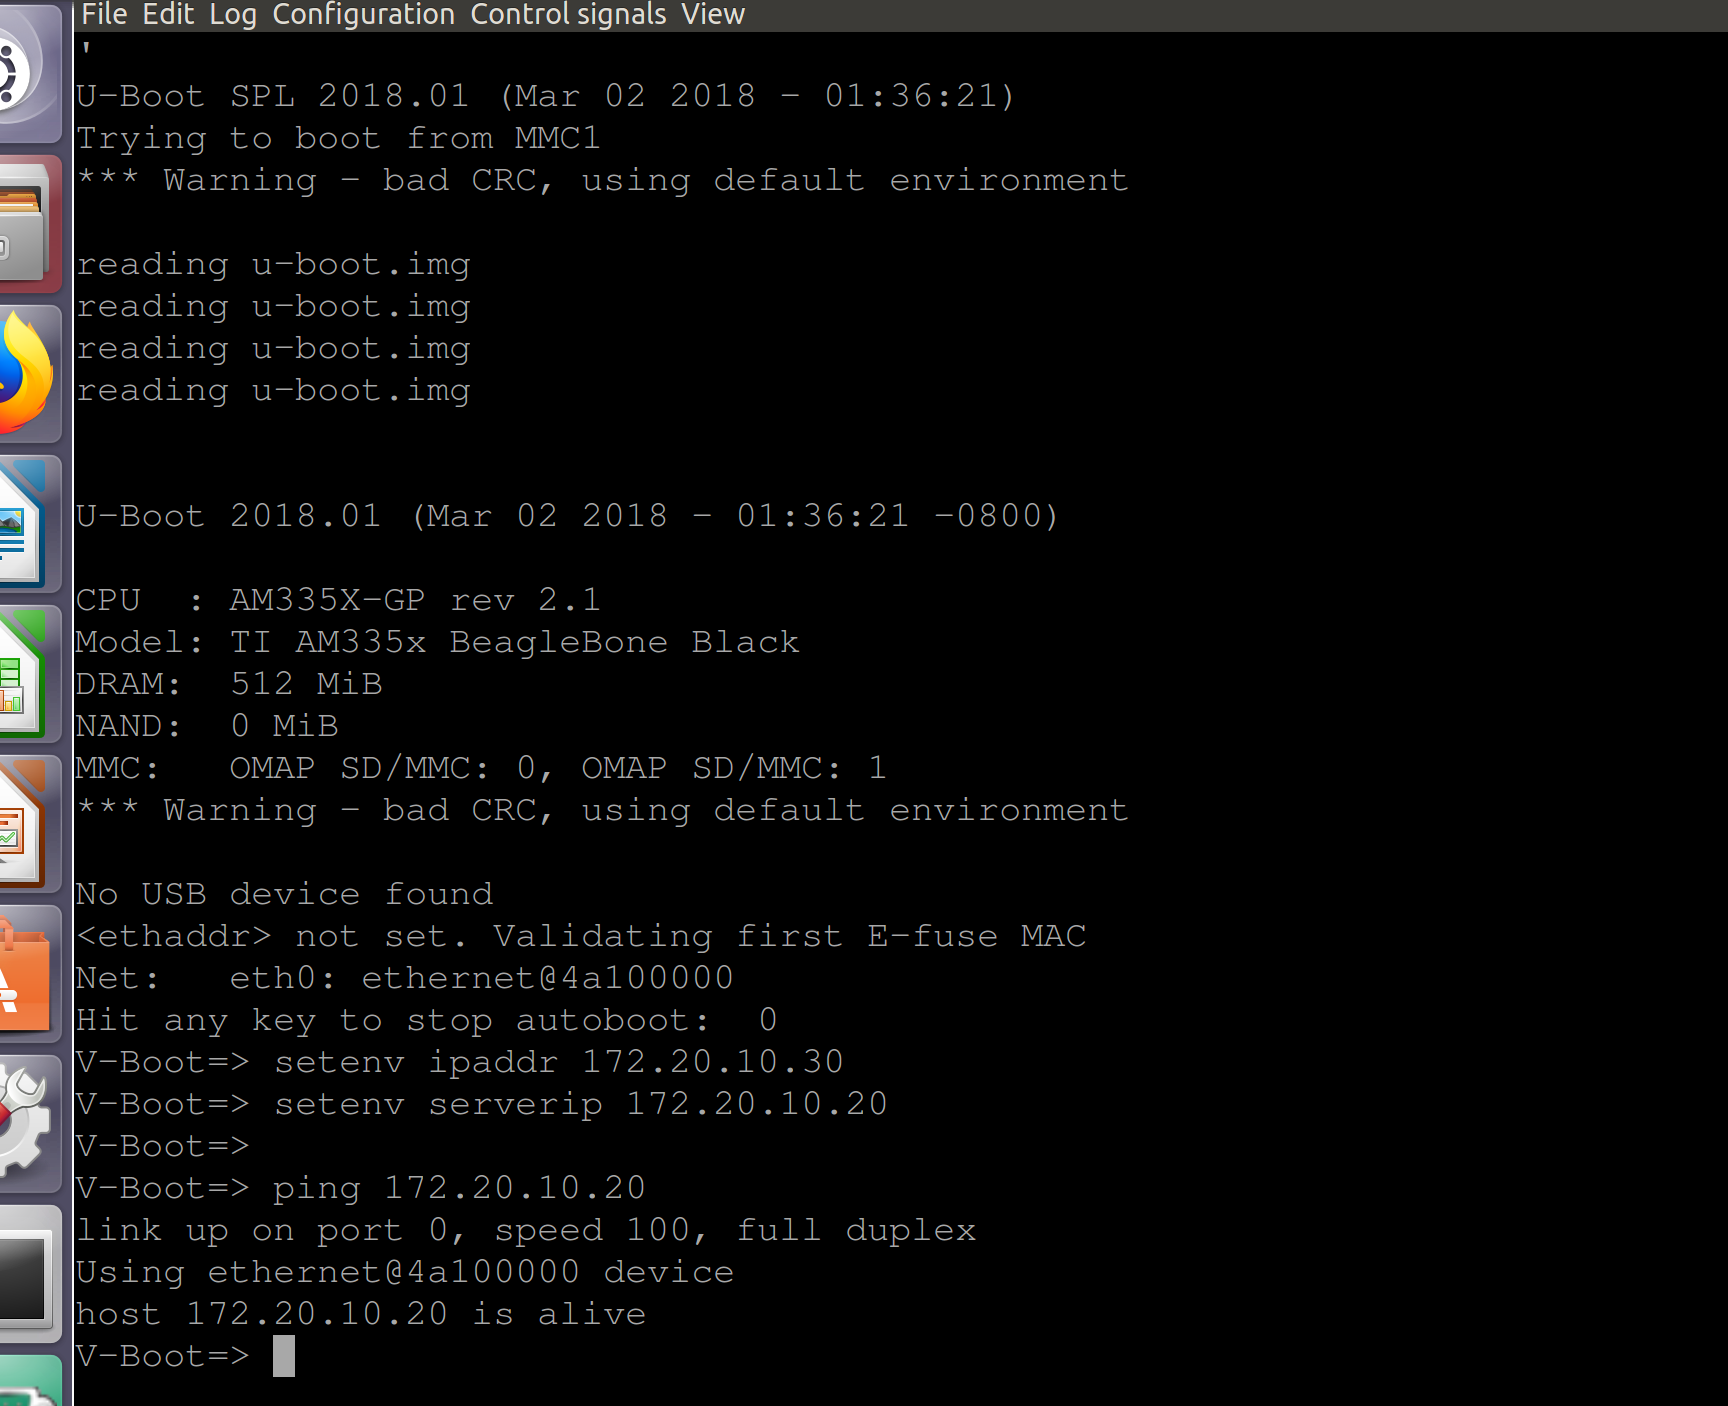 File Edit Log Configuration Control signals View
'
U-Boot SPL 2018.01 (Mar 02 2018 - 01:36:21)
Trying to boot from MMC1
*** Warning - bad CRC, using default environment
reading u-boot.img
reading u-boot.img
reading u-boot.img
reading u-boot.img
U-Boot 2018.01 (Mar 02 2018 - 01:36:21 -0800)
CPU  : AM335X-GP rev 2.1
Model: TI AM335x BeagleBone Black
DRAM:  512 MiB
NAND:  0 MiB
MMC:   OMAP SD/MMC: 0, OMAP SD/MMC: 1
*** Warning - bad CRC, using default environment
No USB device found
<ethaddr> not set. Validating first E-fuse MAC
Net:   eth0: ethernet@4a100000
Hit any key to stop autoboot:  0
V-Boot=> setenv ipaddr 172.20.10.30
V-Boot=> setenv serverip 172.20.10.20
V-Boot=>
V-Boot=> ping 172.20.10.20
link up on port 0, speed 100, full duplex
Using ethernet@4a100000 device
host 172.20.10.20 is alive
V-Boot=>